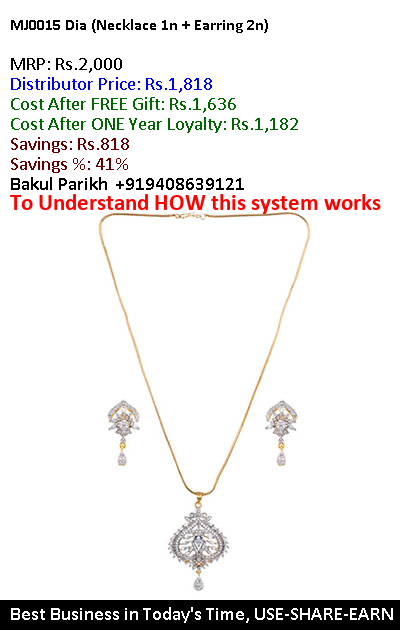 MJ0015 Dia (Necklace 1n + Earring 2n)
MRP: Rs.2,000
Distributor Price: Rs.1,818
Cost After FREE Gift: Rs.1,636
Cost After ONE Year Loyalty: Rs.1,182
Savings: Rs.818
Savings %: 41%
Bakul Parikh +919408639121
To Understand HOW this system works
Best Business in Today's Time, USE-SHARE-EARN